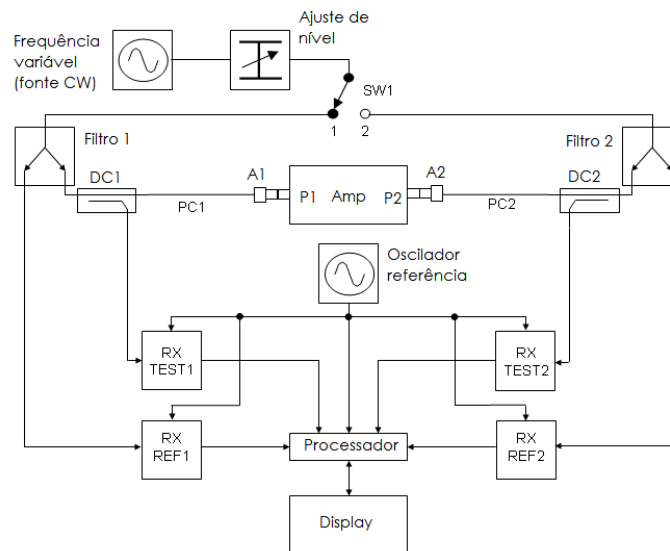 Ajuste de
nível
Frequência
variável
(fonte CW)
SW1
1 2
Filtro 1
Filtro 2
DC1
DC2
A1
A2
P1 Amp P2
PC1
PC2
Oscilador
referência
RX
TEST1
RX
TEST2
RX
REF1
Processador
RX
REF2
Display